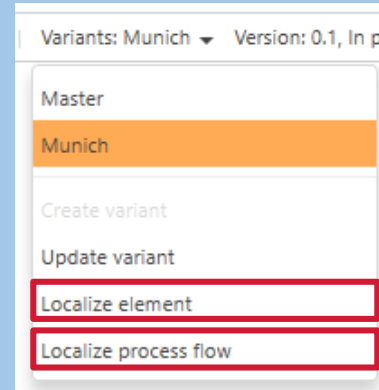 Variants: Munich Version: 0.1, In p
Master
Munich
Create variant
Update variant
Localize element
Localize process flow